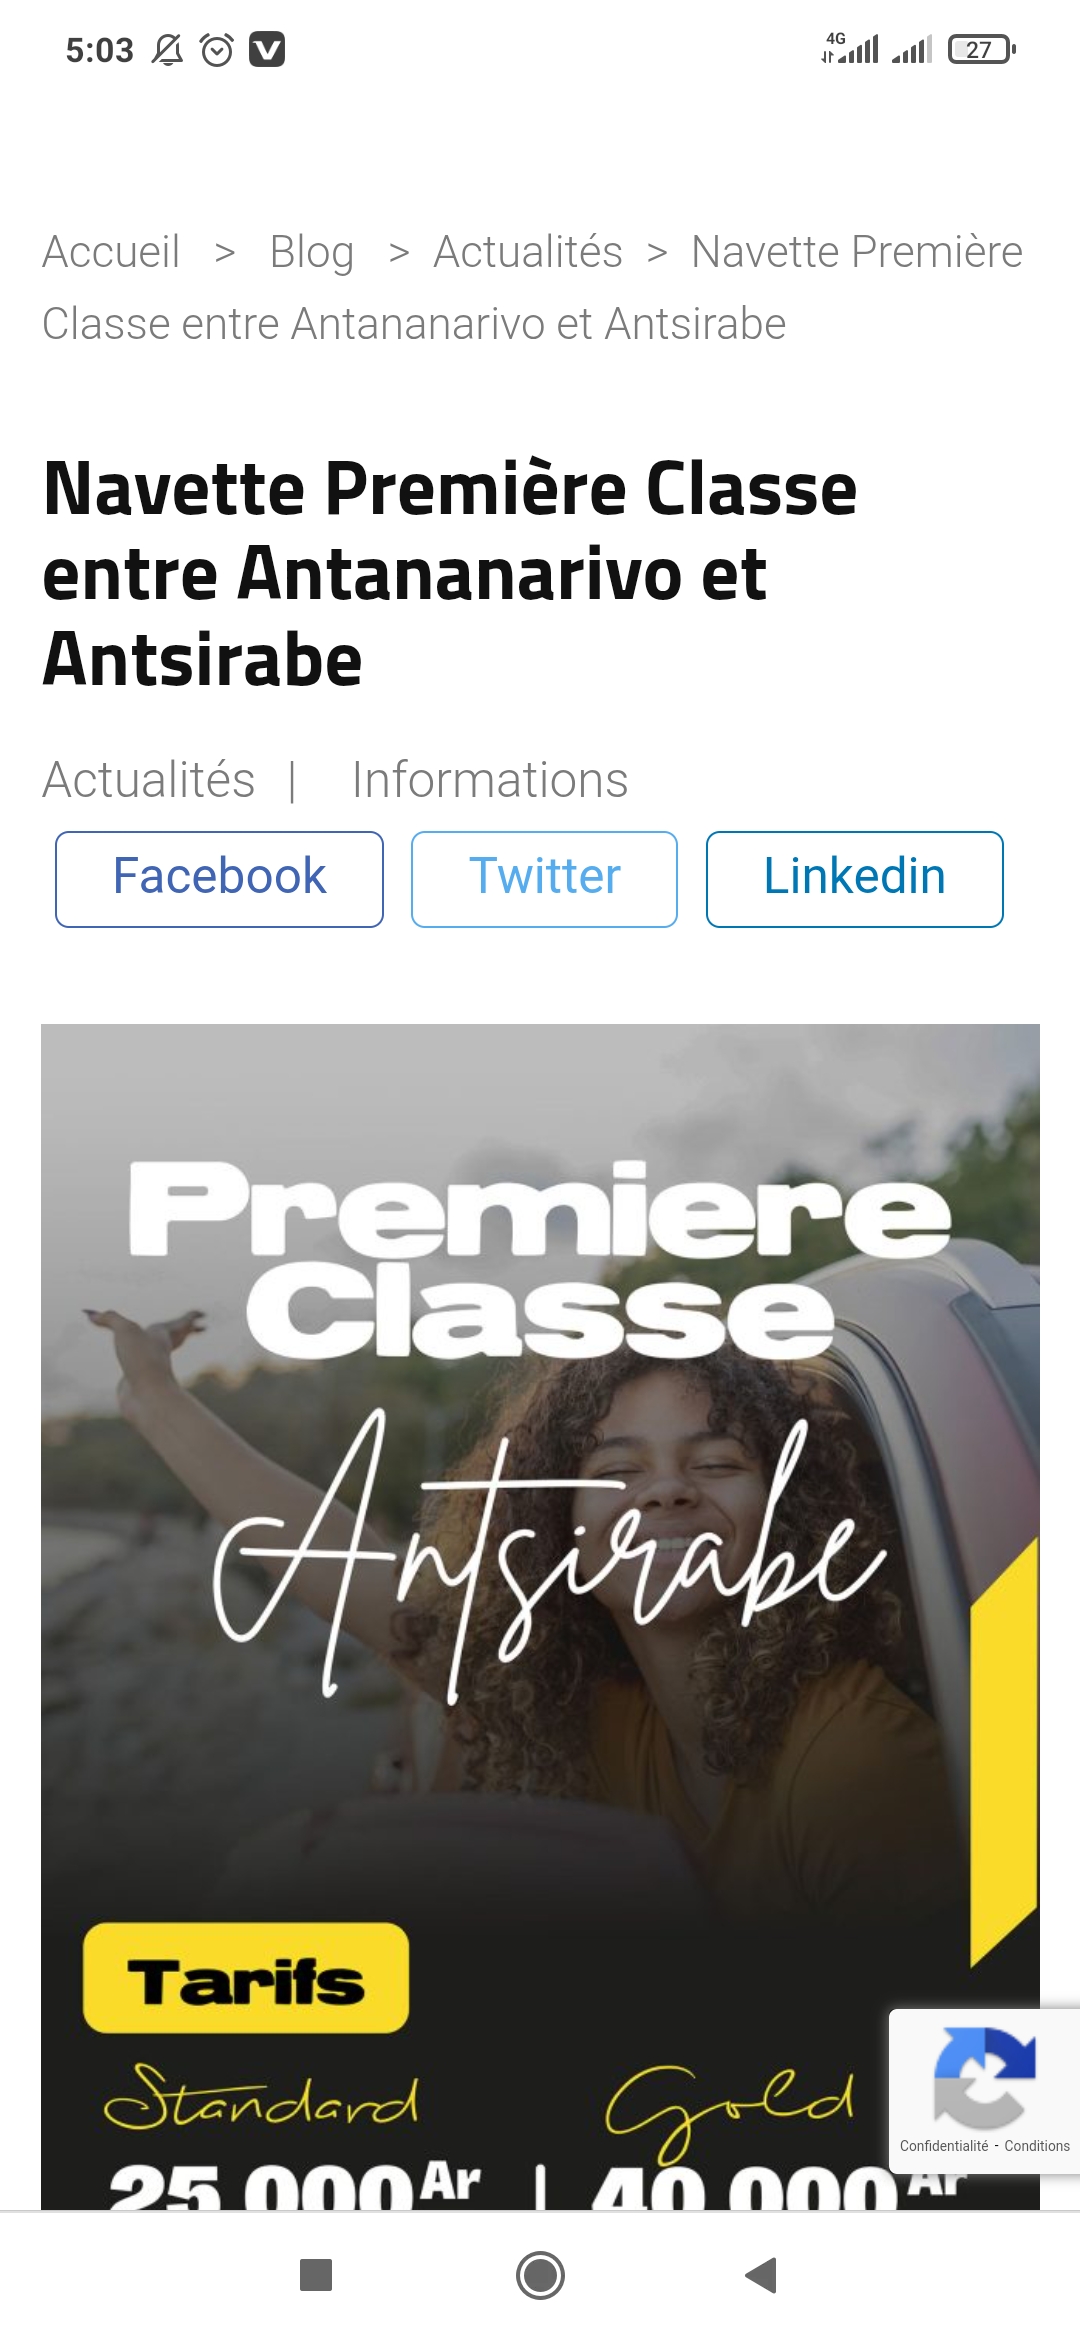 5:03 4G 27
Accueil > Blog > Actualités > Navette Première
Classe entre Antananarivo et Antsirabe
Navette Première Classe
entre Antananarivo et
Antsirabe
Actualités | Informations
Facebook Twitter Linkedin
Premiere
Classe
Antsirabe
Tarifs
Standard Gold
25 000 Ar | 40 000 Ar
Confidentialité - Conditions